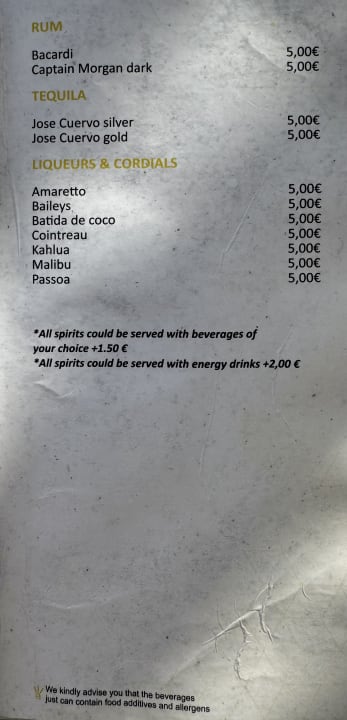 RUM
Bacardi 5,00€
Captain Morgan dark 5,00€
TEQUILA
Jose Cuervo silver 5,00€
Jose Cuervo gold 5,00€
LIQUEURS & CORDIALS
Amaretto 5,00€
Baileys 5,00€
Batida de coco 5,00€
Cointreau 5,00€
Kahlua 5,00€
Malibu 5,00€
Passoa 5,00€
*All spirits could be served with beverages of
your choice +1.50 €
*All spirits could be served with energy drinks +2,00 €
We kindly advise you that the beverages
just can contain food additives and allergens